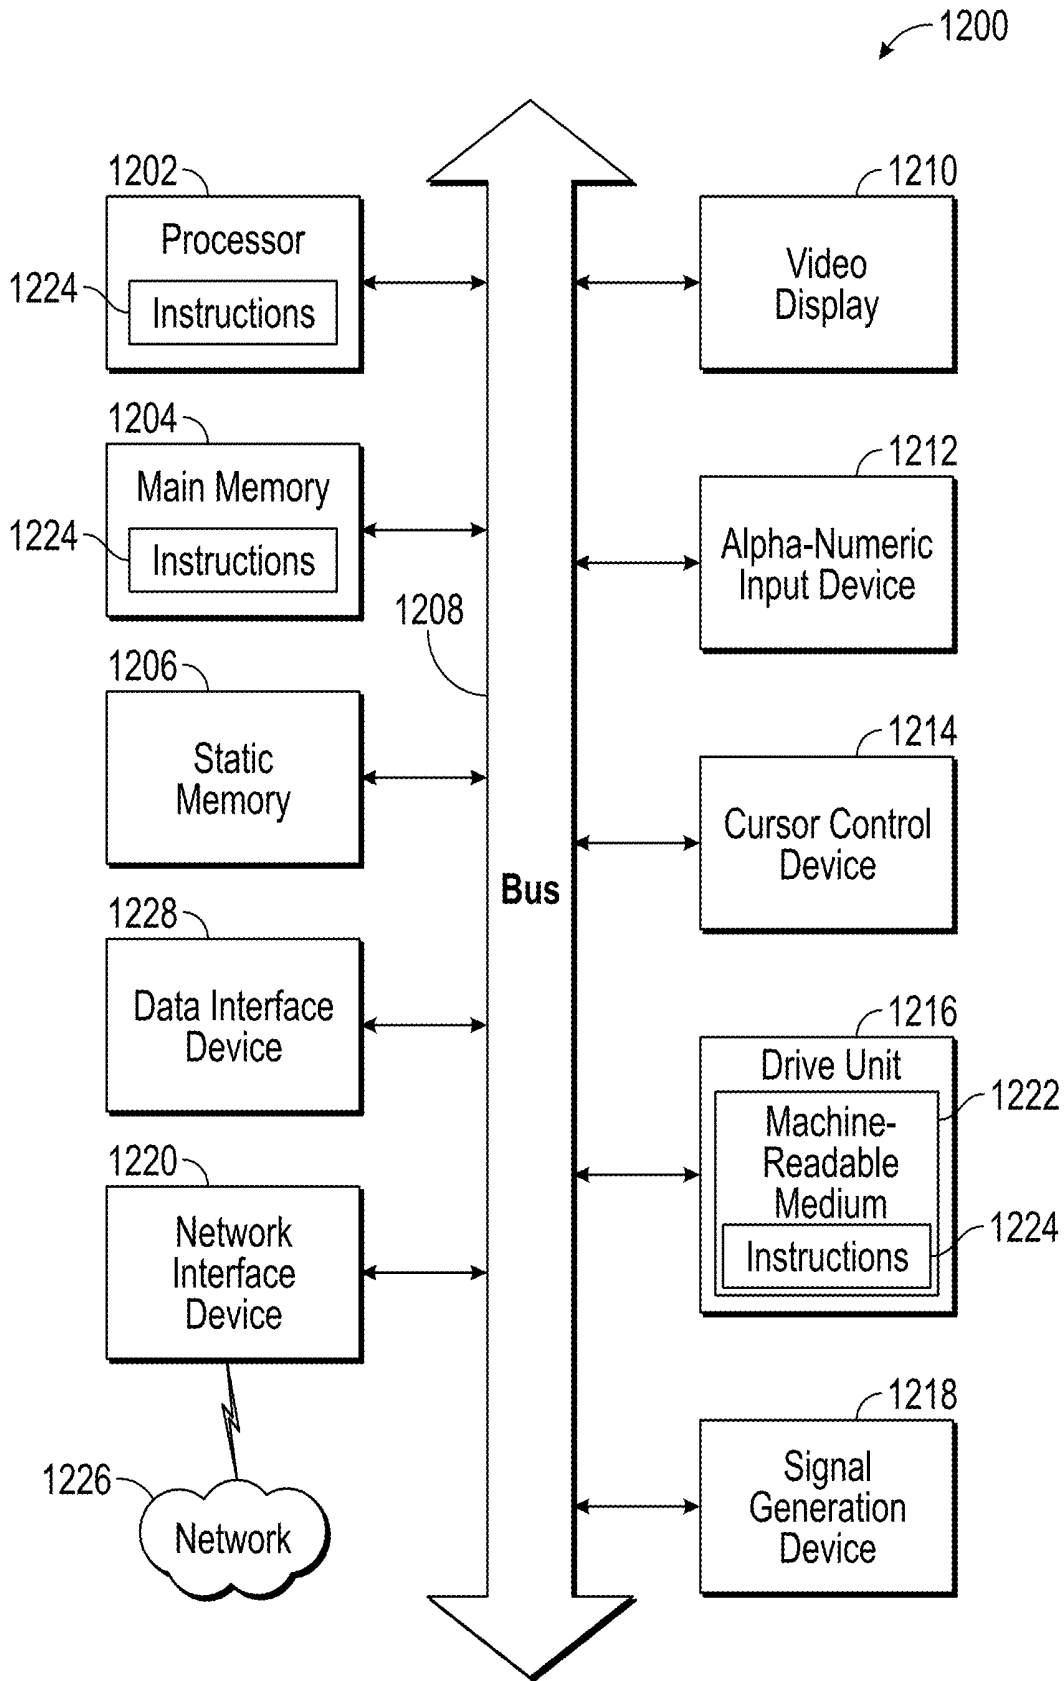 1200
1202
Processor
1224
Instructions
1204
Main Memory
1224
Instructions
1206
Static
Memory
1228
Data Interface
Device
1220
Network
Interface
Device
1226
Network
1208
Bus
1210
Video
Display
1212
Alpha-Numeric
Input Device
1214
Cursor Control
Device
1216
Drive Unit
1222
Machine-
Readable
Medium
1224
Instructions
1218
Signal
Generation
Device